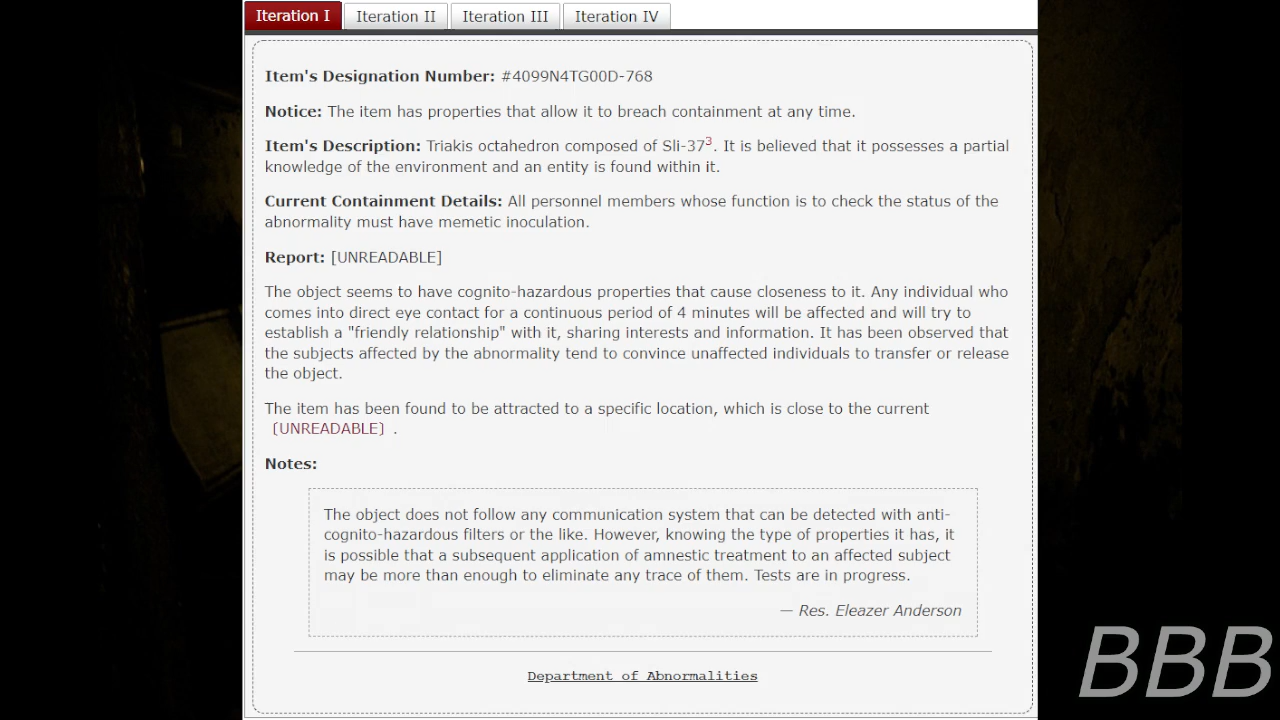 Iteration I Iteration II Iteration III Iteration IV
Item's Designation Number: #4099N4TG00D-768
Notice: The item has properties that allow it to breach containment at any time.
Item's Description: Triakis octahedron composed of Sli-37³. It is believed that it possesses a partial
knowledge of the environment and an entity is found within it.
Current Containment Details: All personnel members whose function is to check the status of the
abnormality must have memetic inoculation.
Report: [UNREADABLE]
The object seems to have cognito-hazardous properties that cause closeness to it. Any individual who
comes into direct eye contact for a continuous period of 4 minutes will be affected and will try to
establish a "friendly relationship" with it, sharing interests and information. It has been observed that
the subjects affected by the abnormality tend to convince unaffected individuals to transfer or release
the object.
The item has been found to be attracted to a specific location, which is close to the current
〔UNREADABLE〕.
Notes:
The object does not follow any communication system that can be detected with anti-
cognito-hazardous filters or the like. However, knowing the type of properties it has, it
is possible that a subsequent application of amnestic treatment to an affected subject
may be more than enough to eliminate any trace of them. Tests are in progress.
— Res. Eleazer Anderson
Department of Abnormalities
BBB